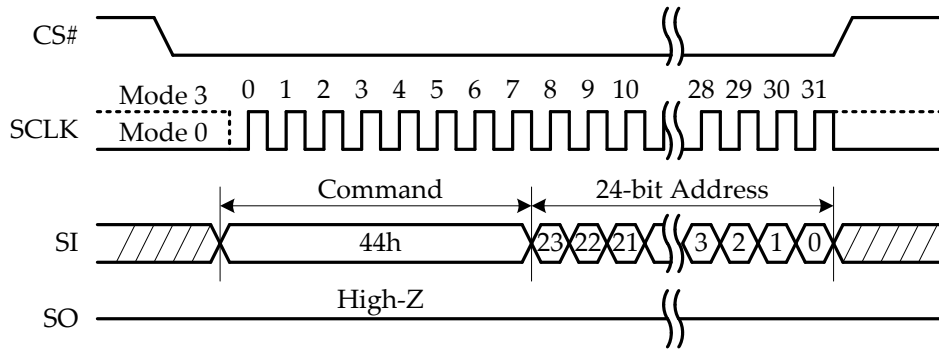 CS#
Mode 3 0 1 2 3 4 5 6 7 8 9 10 28 29 30 31
SCLK
Mode 0
Command 24-bit Address
SI 44h 23 22 21 3 2 1 0
High-Z
SO